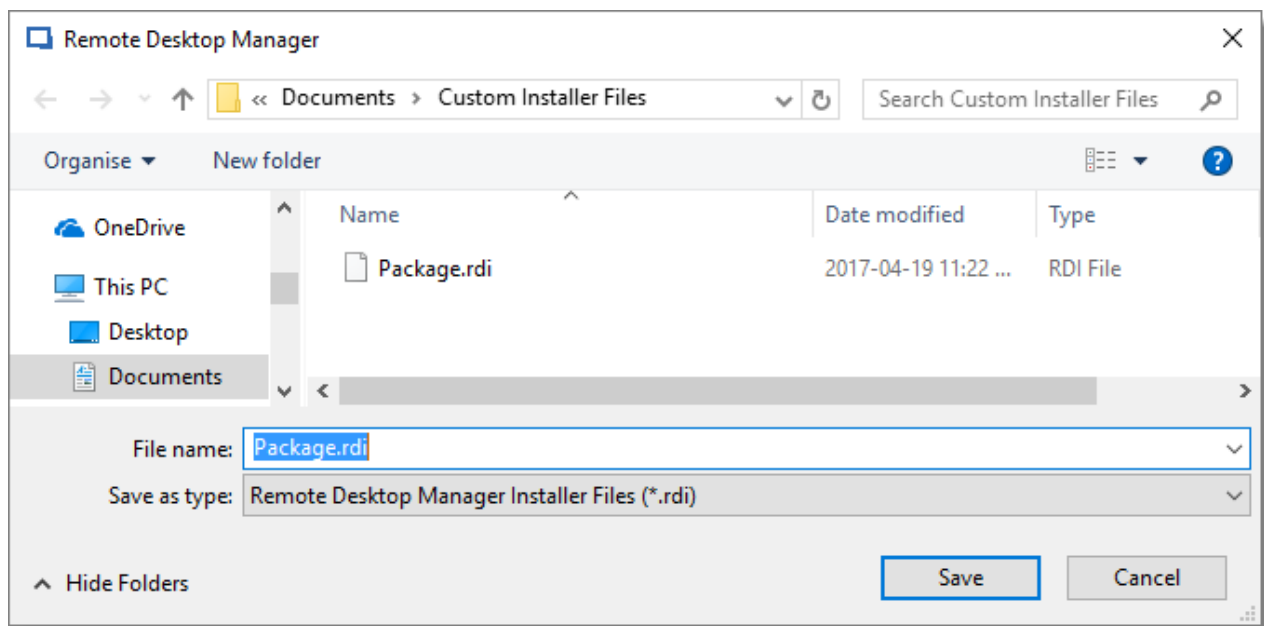 Remote Desktop Manager
« Documents > Custom Installer Files
Search Custom Installer Files
Organise
New folder
?
OneDrive
This PC
Desktop
Documents
Name
Date modified
Type
Package.rdi
2017-04-19 11:22 ...
RDI File
File name:
Package.rdi
Save as type:
Remote Desktop Manager Installer Files (*.rdi)
Hide Folders
Save
Cancel